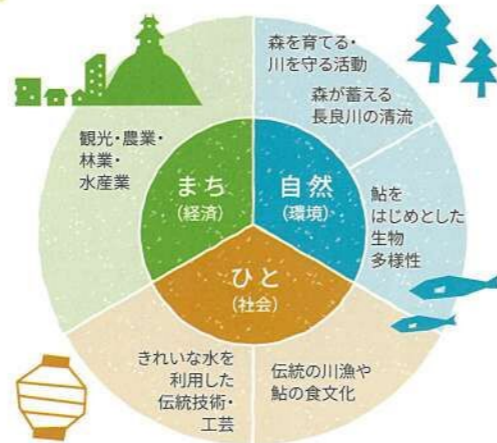 森を育てる・
川を守る活動
森が蓄える
長良川の清流
観光・農業・
林業・
水産業
まち
(経済)
自然
(環境)
鮎を
はじめとした
生物
多様性
ひと
(社会)
きれいな水を
利用した
伝統技術・
工芸
伝統の川漁や
鮎の食文化